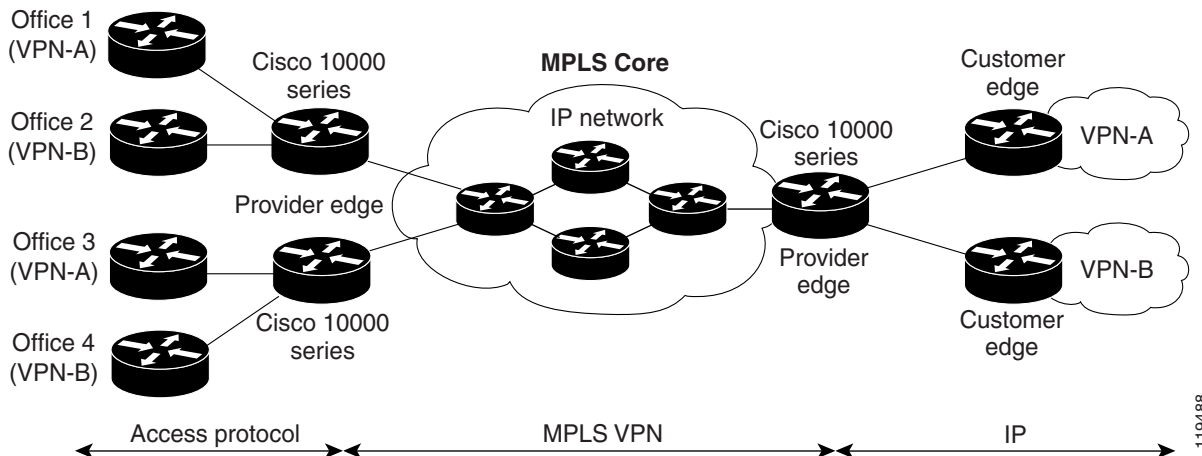 Office 1
(VPN-A)
Cisco 10000
series
Office 2
(VPN-B)
Provider edge
Office 3
(VPN-A)
Cisco 10000
series
Office 4
(VPN-B)
MPLS Core
IP network
Cisco 10000
series
Provider
edge
Customer
edge
VPN-A
VPN-B
Customer
edge
Access protocol
MPLS VPN
IP
119488